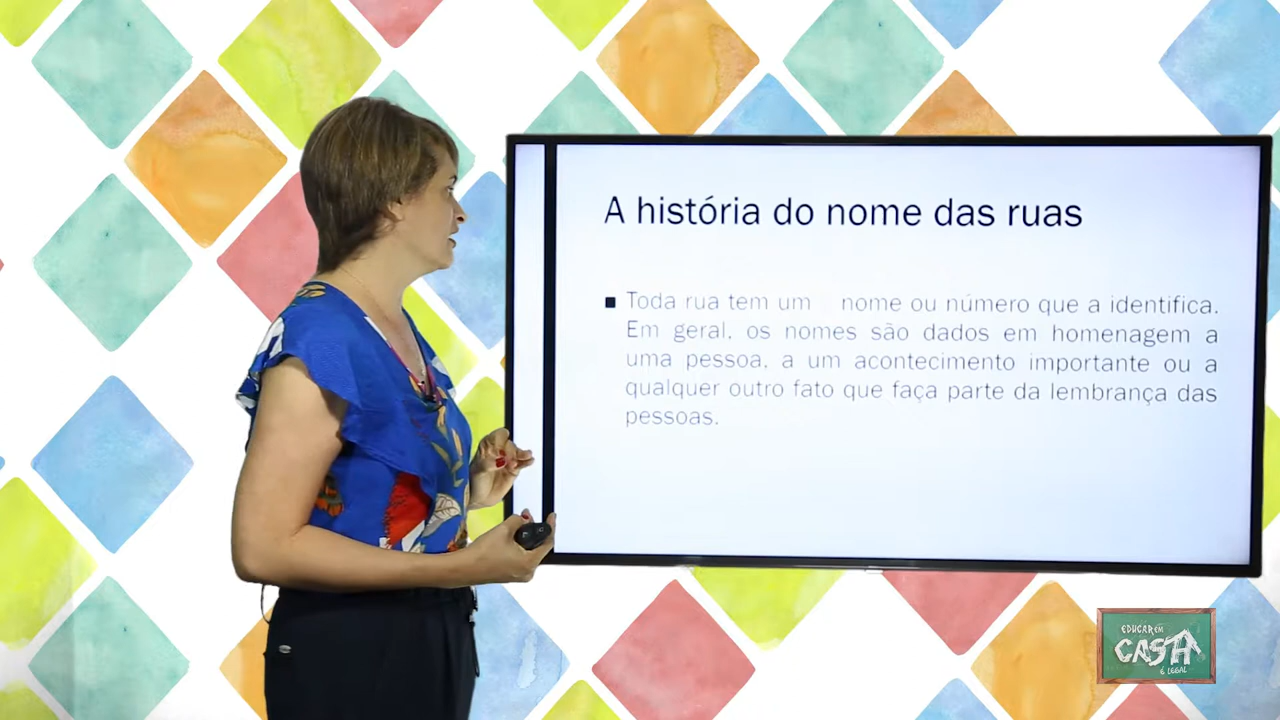 A história do nome das ruas
Toda rua tem um nome ou número que a identifica.
Em geral, os nomes são dados em homenagem a
uma pessoa, a um acontecimento importante ou a
qualquer outro fato que faça parte da lembrança das
pessoas.
EDUCAR EM
CASA
É LEGAL